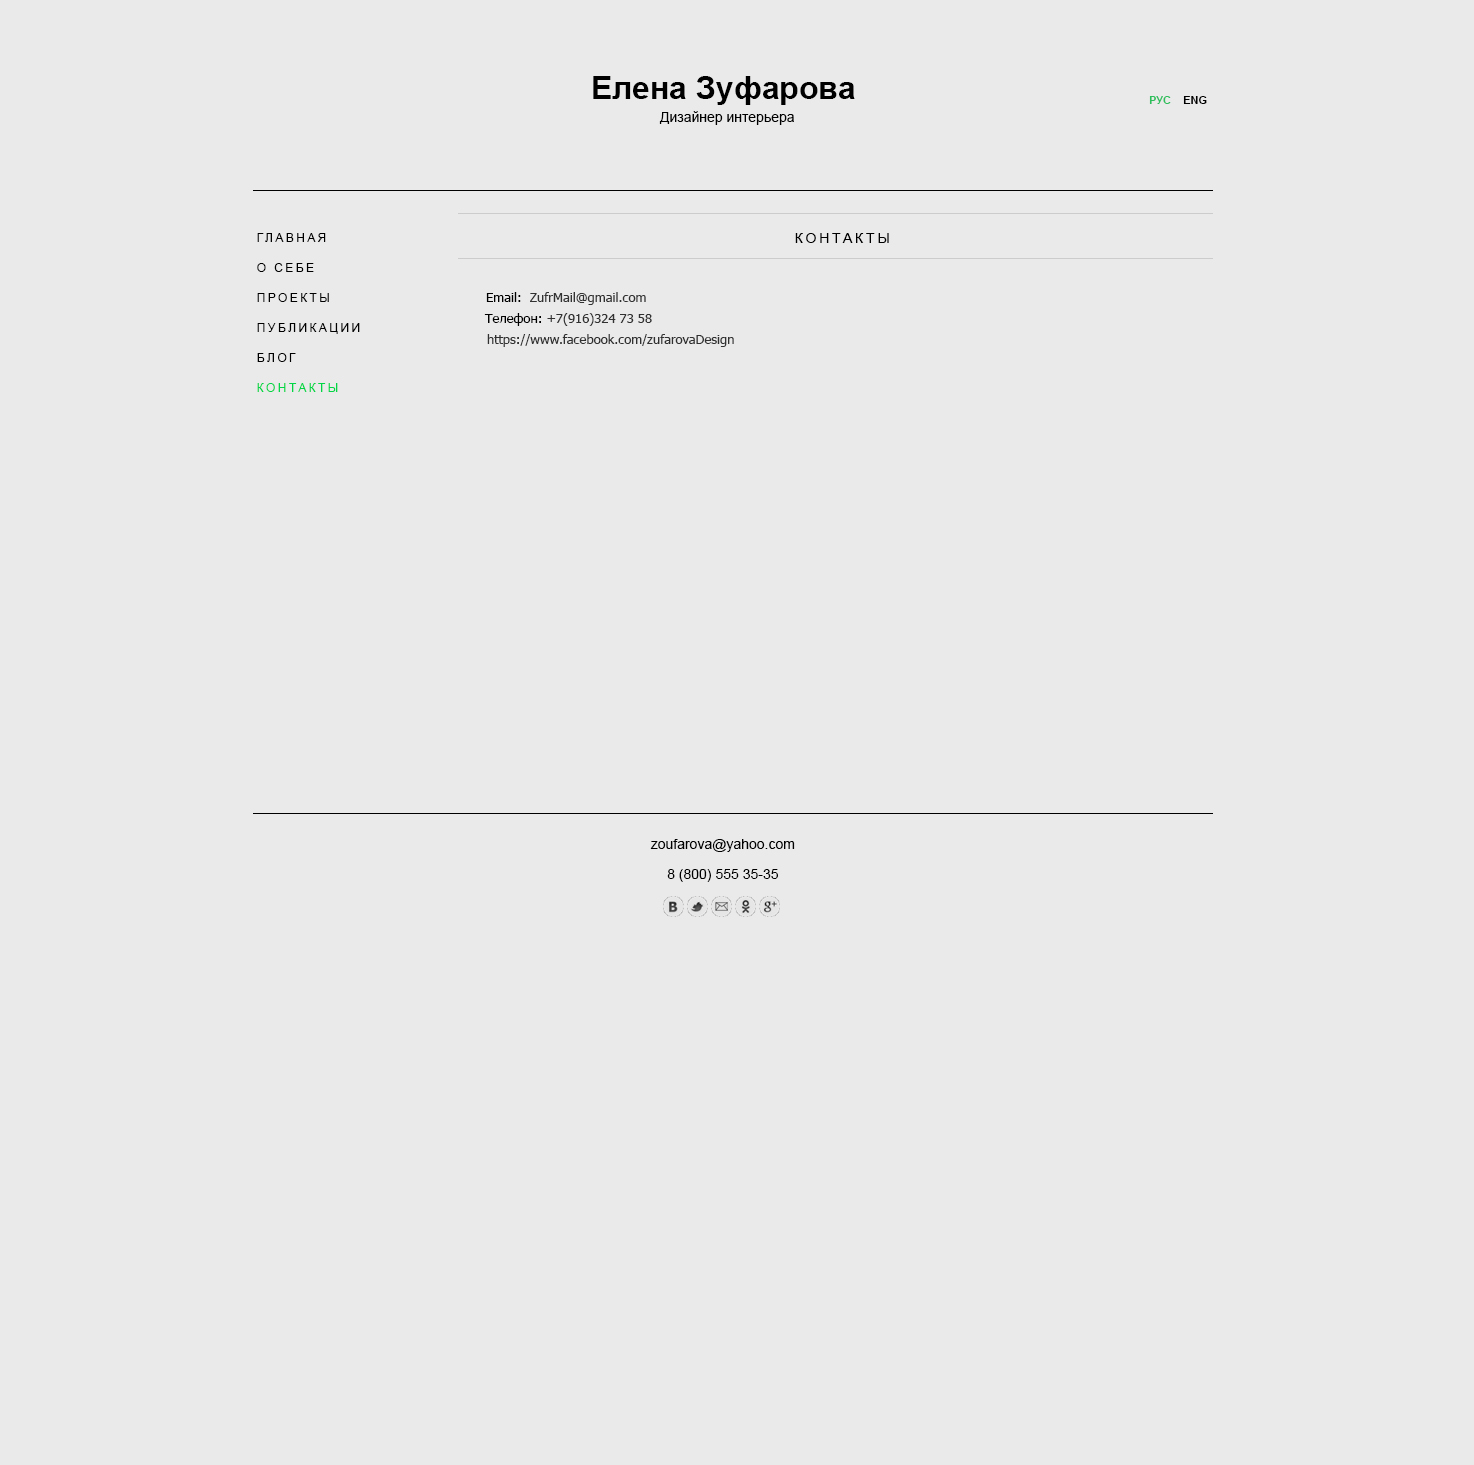 Елена Зуфарова
Дизайнер интерьера
РУС ENG
ГЛАВНАЯ
О СЕБЕ
ПРОЕКТЫ
ПУБЛИКАЦИИ
БЛОГ
КОНТАКТЫ
КОНТАКТЫ
Email: ZufrMail@gmail.com
Телефон: +7(916)324 73 58
https://www.facebook.com/zufarovaDesign
zoufarova@yahoo.com
8 (800) 555 35-35